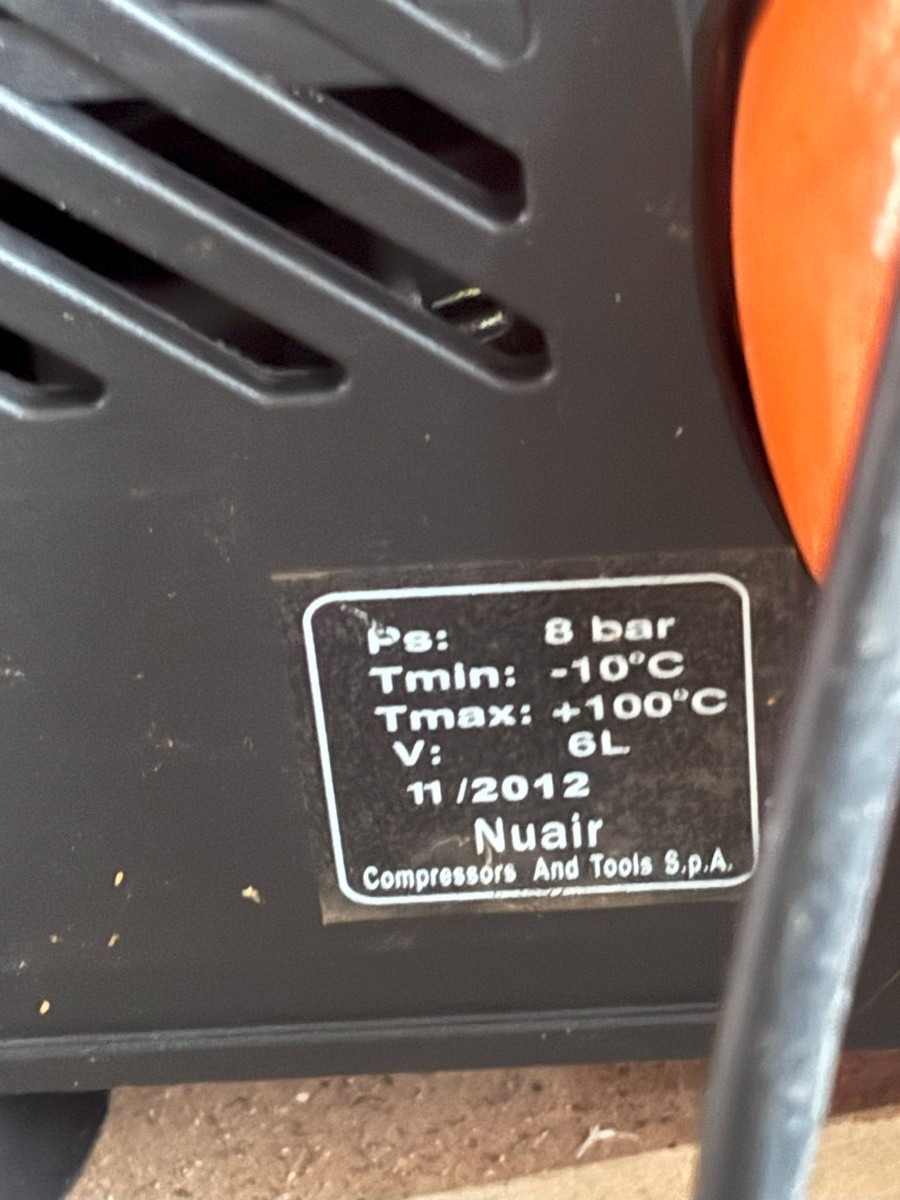 Ps: 8 bar
Tmin: -10°C
Tmax: +100°C
V: 6L
11/2012
Nuair
Compressors And Tools S.p.A.